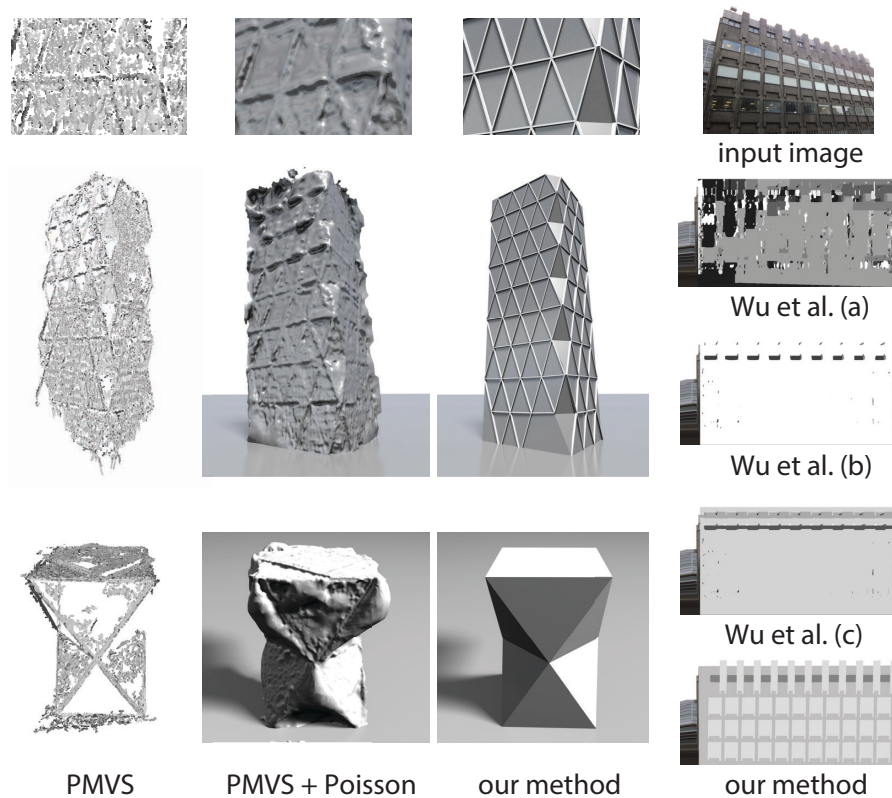 input image
Wu et al. (a)
Wu et al. (b)
Wu et al. (c)
PMVS
PMVS + Poisson
our method
our method